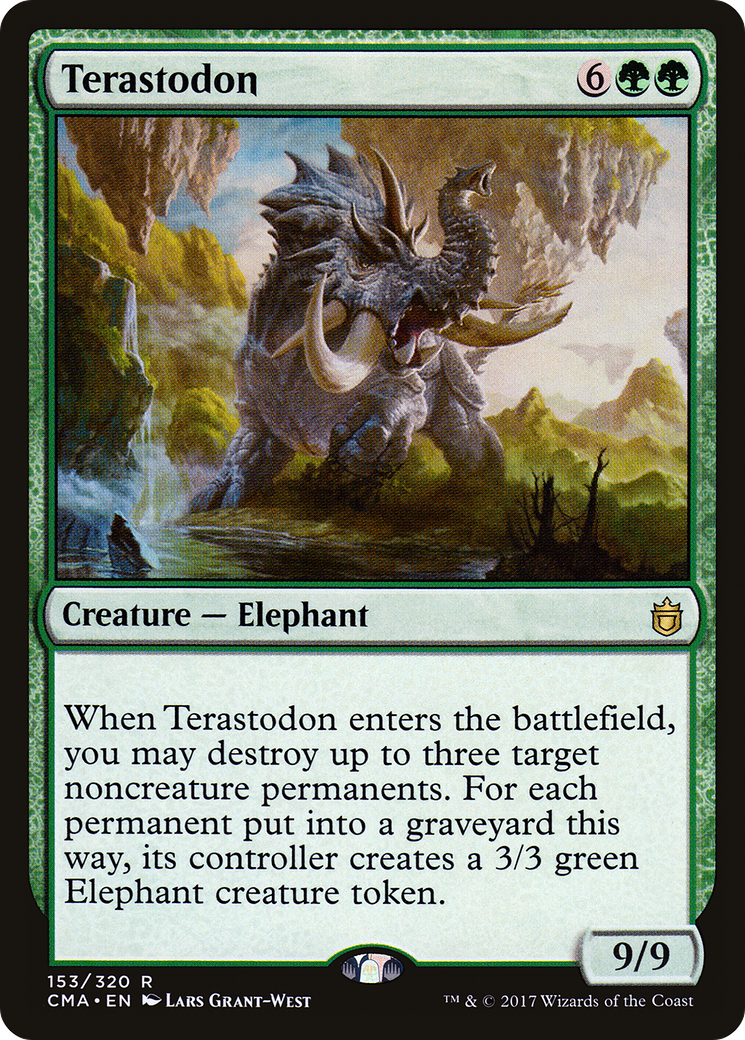 Terastodon 6
Creature — Elephant
When Terastodon enters the battlefield,
you may destroy up to three target
noncreature permanents. For each
permanent put into a graveyard this
way, its controller creates a 3/3 green
Elephant creature token.
9/9
153/320 R
CMA • EN Lars Grant-West
™ & © 2017 Wizards of the Coast